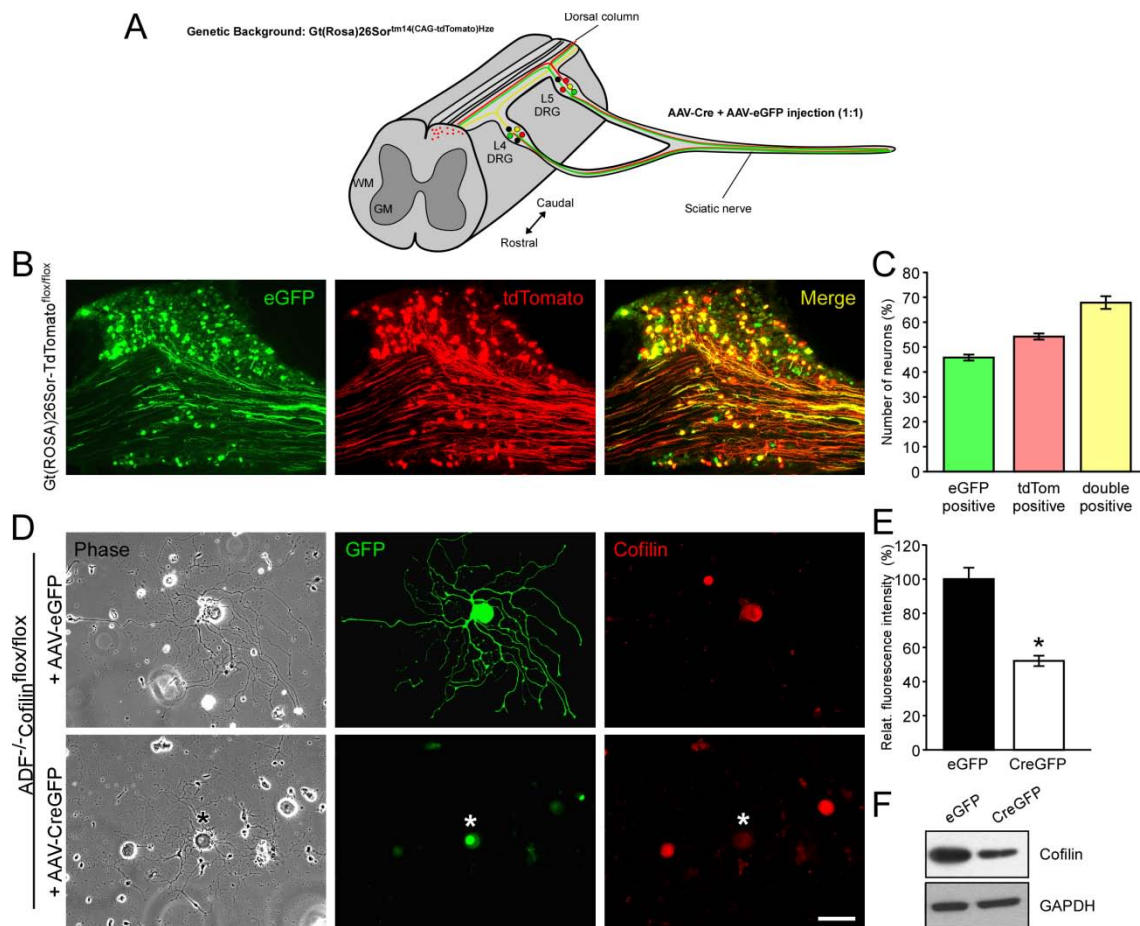 A
Genetic Background: Gt(Rosa)26Sortm14(CAG-tdTomato)Hze
Dorsal column
L5
DRG
AAV-Cre + AAV-eGFP injection (1:1)
L4
DRG
WM
GM
Caudal
Rostral
Sciatic nerve
B
Gt(ROSA)26Sor-TdTomatoflox/flox
eGFP
tdTomato
Merge
C
Number of neurons (%)
80
70
60
50
40
30
20
10
0
eGFP positive
tdTom positive
double positive
D
ADF-/-Cofilinflox/flox
+ AAV-eGFP
+ AAV-CreGFP
Phase
GFP
Cofilin
*
*
*
E
Relat. fluorescence intensity (%)
120
100
80
60
40
20
0
*
eGFP
CreGFP
F
eGFP
CreGFP
Cofilin
GAPDH